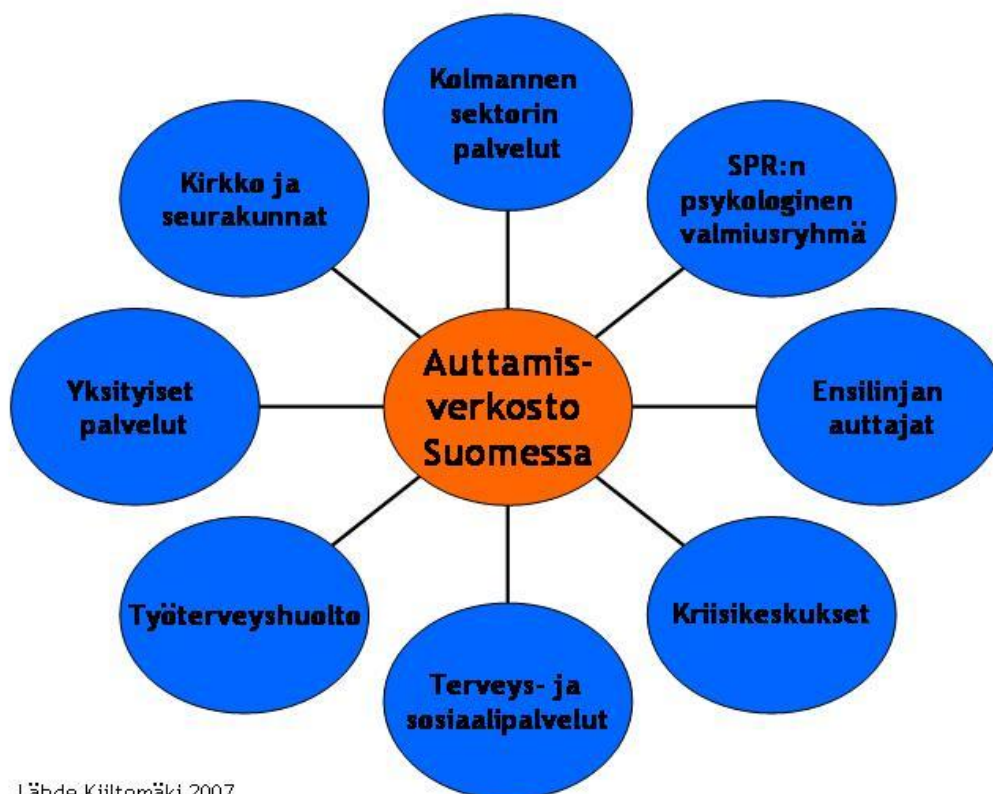 Auttamis-
verkosto
Suomessa
Kolmannen
sektorin
palvelut
SPR:n
psykologinen
valmiusryhmä
Ensilinjan
auttajat
Kriisikeskukset
Terveys- ja
sosiaalipalvelut
Työterveyshuolto
Yksityiset
palvelut
Kirkko ja
seurakunnat
Lähde Kiiltomäki 2007